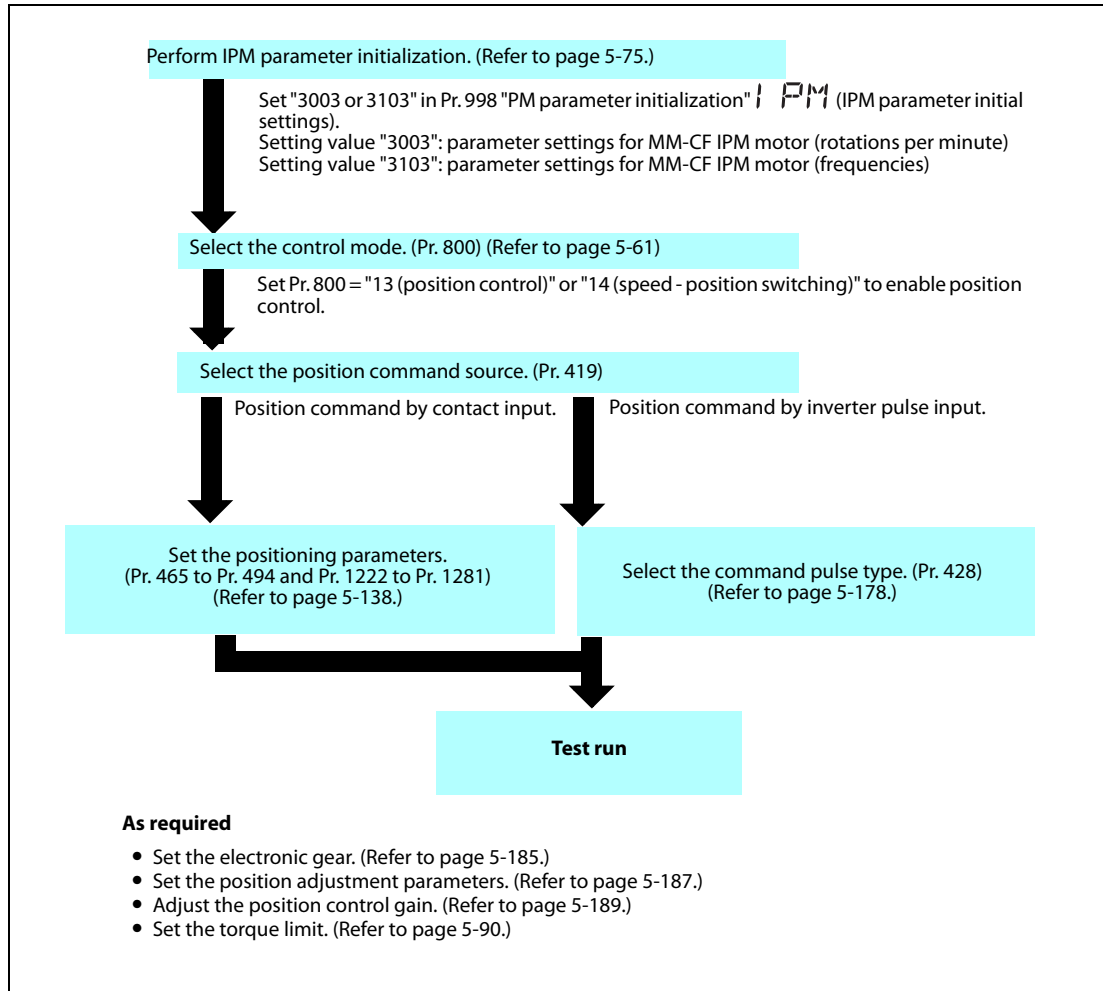 Perform IPM parameter initialization. (Refer to page 5-75.)
Set "3003 or 3103" in Pr. 998 "PM parameter initialization" IPM (IPM parameter initial
settings).
Setting value "3003": parameter settings for MM-CF IPM motor (rotations per minute)
Setting value "3103": parameter settings for MM-CF IPM motor (frequencies)
Select the control mode. (Pr. 800) (Refer to page 5-61)
Set Pr. 800 = "13 (position control)" or "14 (speed - position switching)" to enable position
control.
Select the position command source. (Pr. 419)
Position command by contact input.
Position command by inverter pulse input.
Set the positioning parameters.
(Pr. 465 to Pr. 494 and Pr. 1222 to Pr. 1281)
(Refer to page 5-138.)
Select the command pulse type. (Pr. 428)
(Refer to page 5-178.)
Test run
As required
• Set the electronic gear. (Refer to page 5-185.)
• Set the position adjustment parameters. (Refer to page 5-187.)
• Adjust the position control gain. (Refer to page 5-189.)
• Set the torque limit. (Refer to page 5-90.)